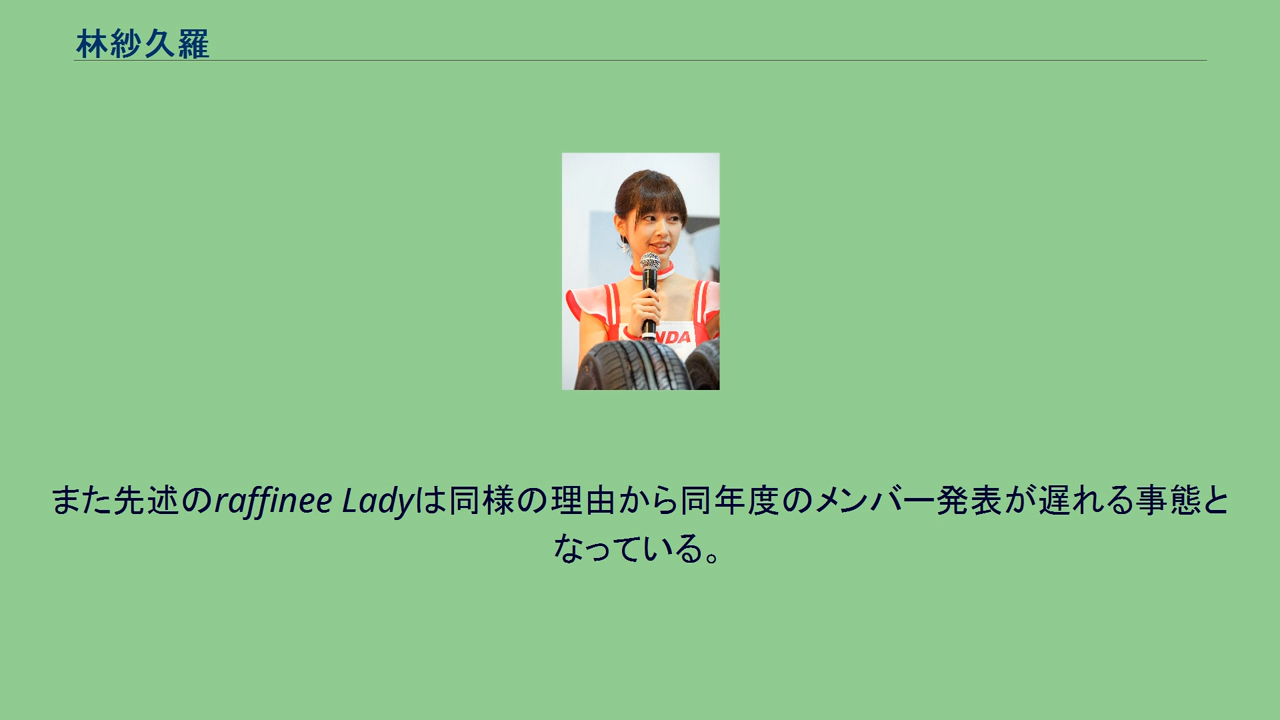 林紗久羅
NDA
また先述のraffinee Ladyは同様の理由から同年度のメンバー発表が遅れる事態と
なっている。